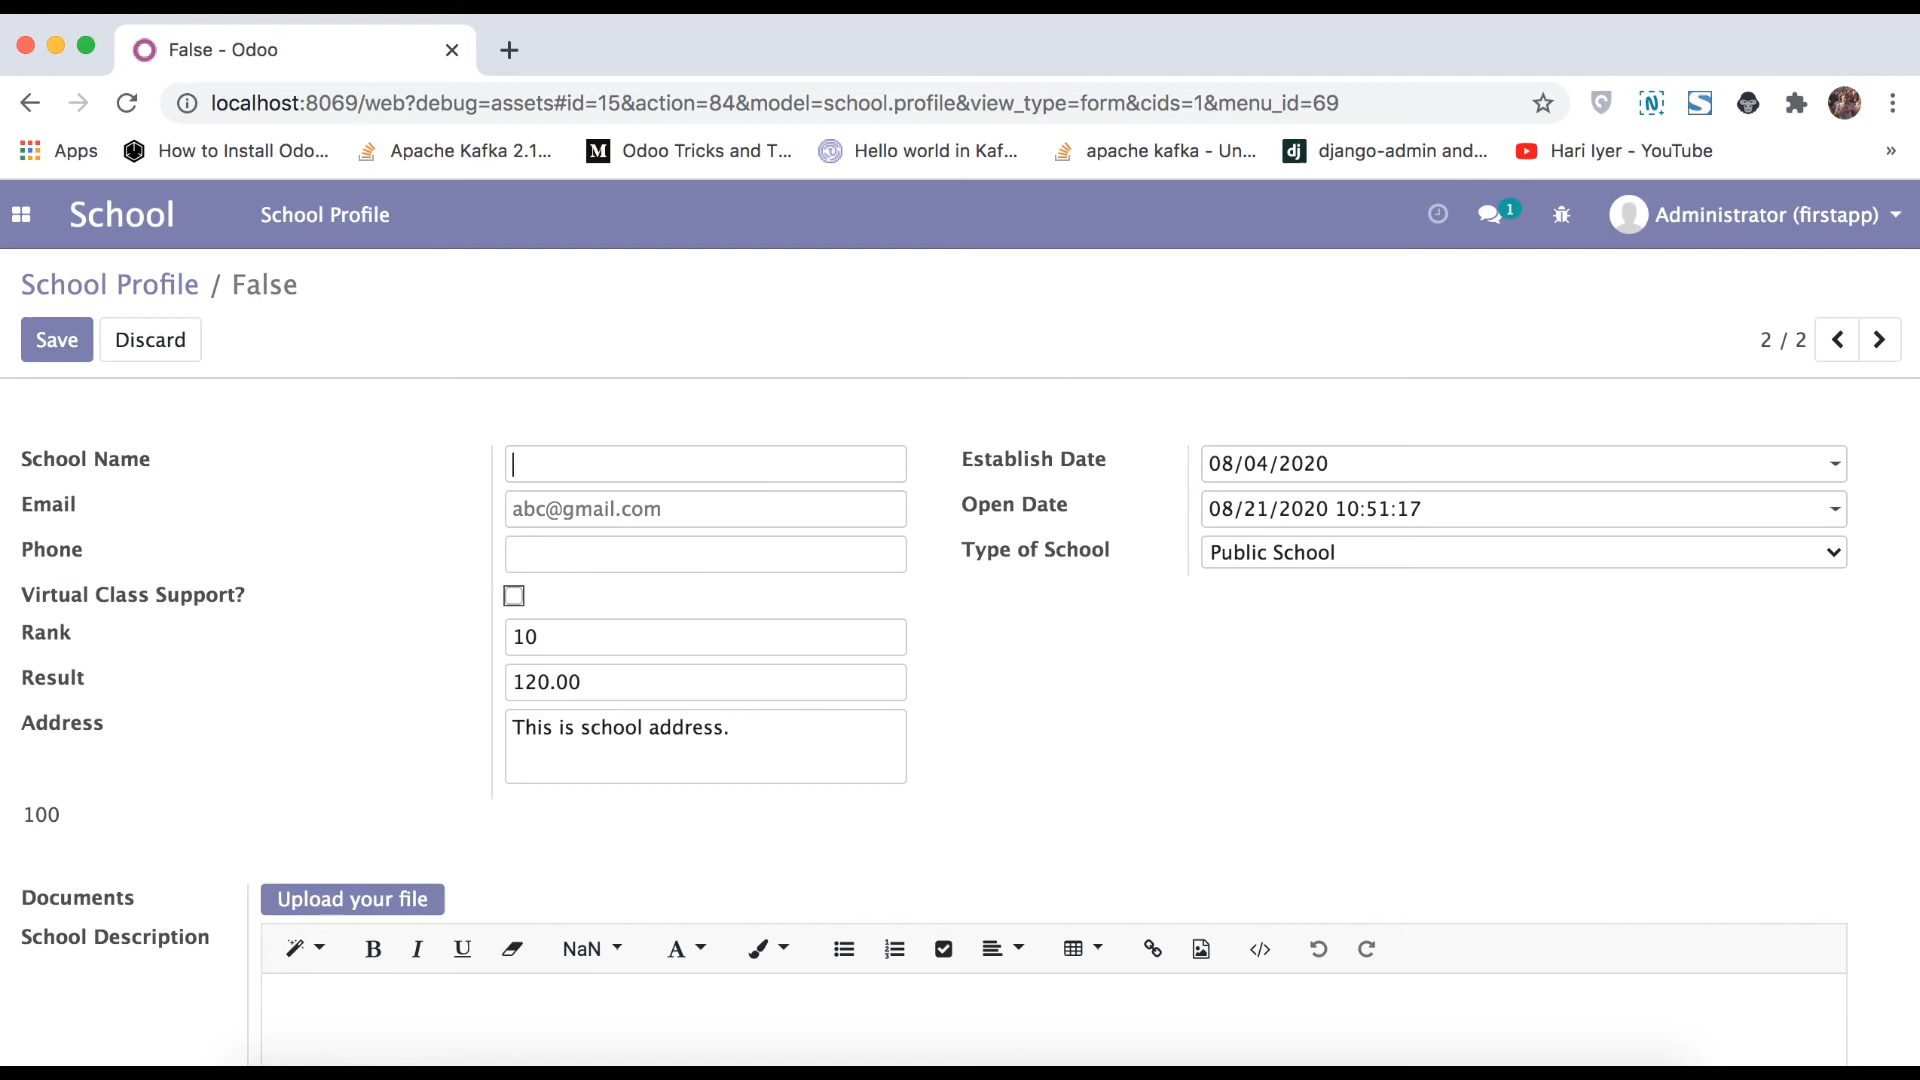 False - Odoo
localhost:8069/web?debug=assets#id=15&action=84&model=school.profile&view_type=form&cids=1&menu_id=69
Apps How to Install Odo... Apache Kafka 2.1... M Odoo Tricks and T... Hello world in Kaf... apache kafka - Un... dj django-admin and... Hari Iyer - YouTube »
School School Profile 1 Administrator (firstapp)
School Profile / False
Save Discard 2 / 2
School Name Establish Date 08/04/2020
Email abc@gmail.com Open Date 08/21/2020 10:51:17
Phone Type of School Public School
Virtual Class Support?
Rank 10
Result 120.00
Address This is school address.
100
Documents Upload your file
School Description B I U NaN A </>